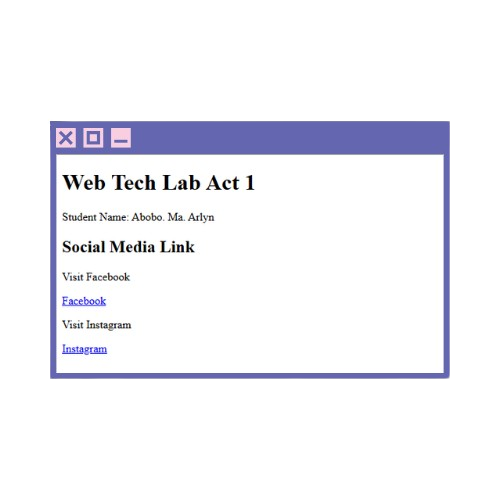 Web Tech Lab Act 1
Student Name: Abobo. Ma. Arlyn
Social Media Link
Visit Facebook
Facebook
Visit Instagram
Instagram